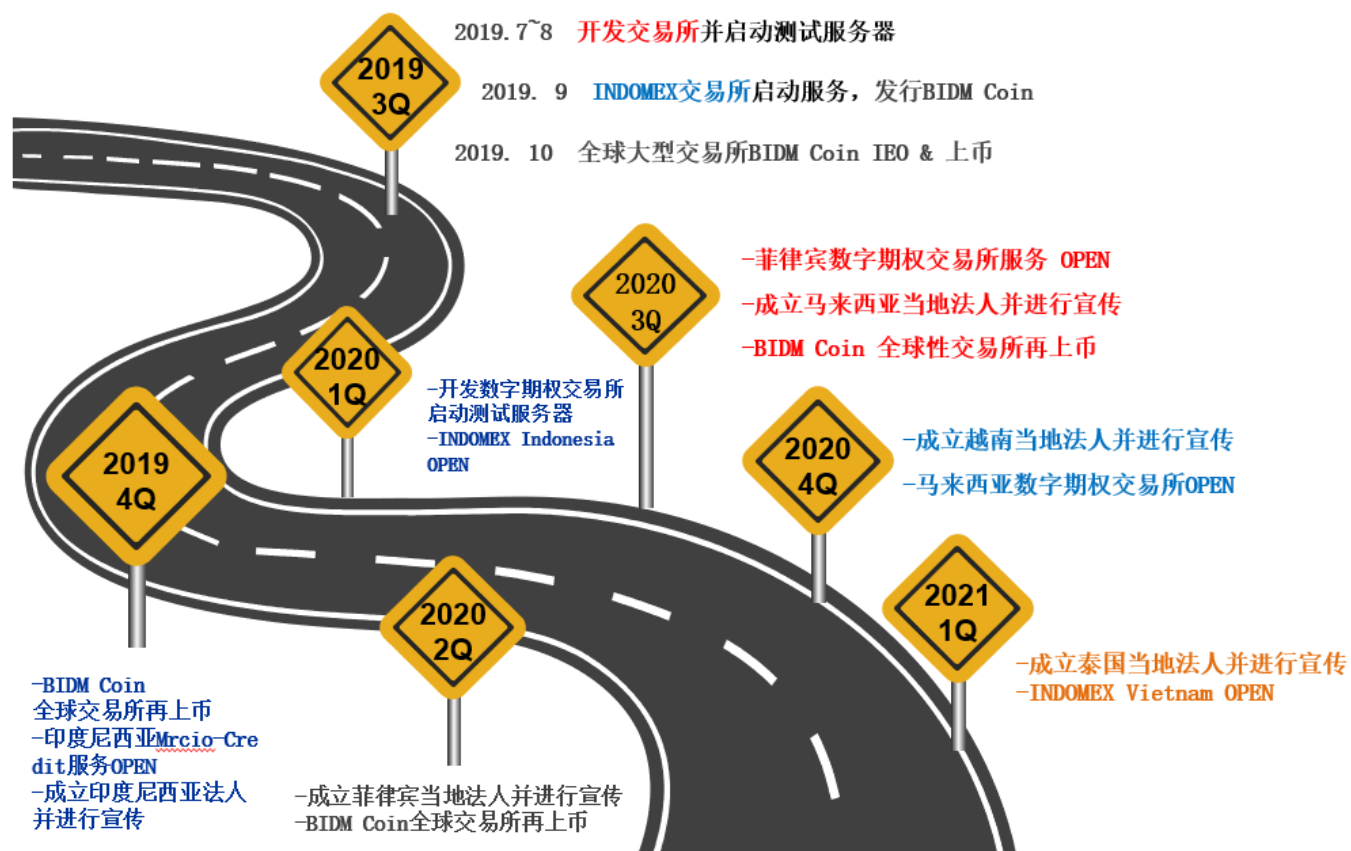 2019
3Q
2019.7~8 开发交易所并启动测试服务器
2019. 9 INDOMEX交易所启动服务，发行BIDM Coin
2019. 10 全球大型交易所BIDM Coin IEO & 上币
2019
4Q
-BIDM Coin
全球交易所再上币
-印度尼西亚Mrcio-Cre
dit服务OPEN
-成立印度尼西亚法人
并进行宣传
2020
1Q
-开发数字期权交易所
启动测试服务器
-INDOMEX Indonesia
OPEN
2020
2Q
-成立菲律宾当地法人并进行宣传
-BIDM Coin全球交易所再上币
2020
3Q
-菲律宾数字期权交易所服务 OPEN
-成立马来西亚当地法人并进行宣传
-BIDM Coin 全球性交易所再上币
2020
4Q
-成立越南当地法人并进行宣传
-马来西亚数字期权交易所OPEN
2021
1Q
-成立泰国当地法人并进行宣传
-INDOMEX Vietnam OPEN